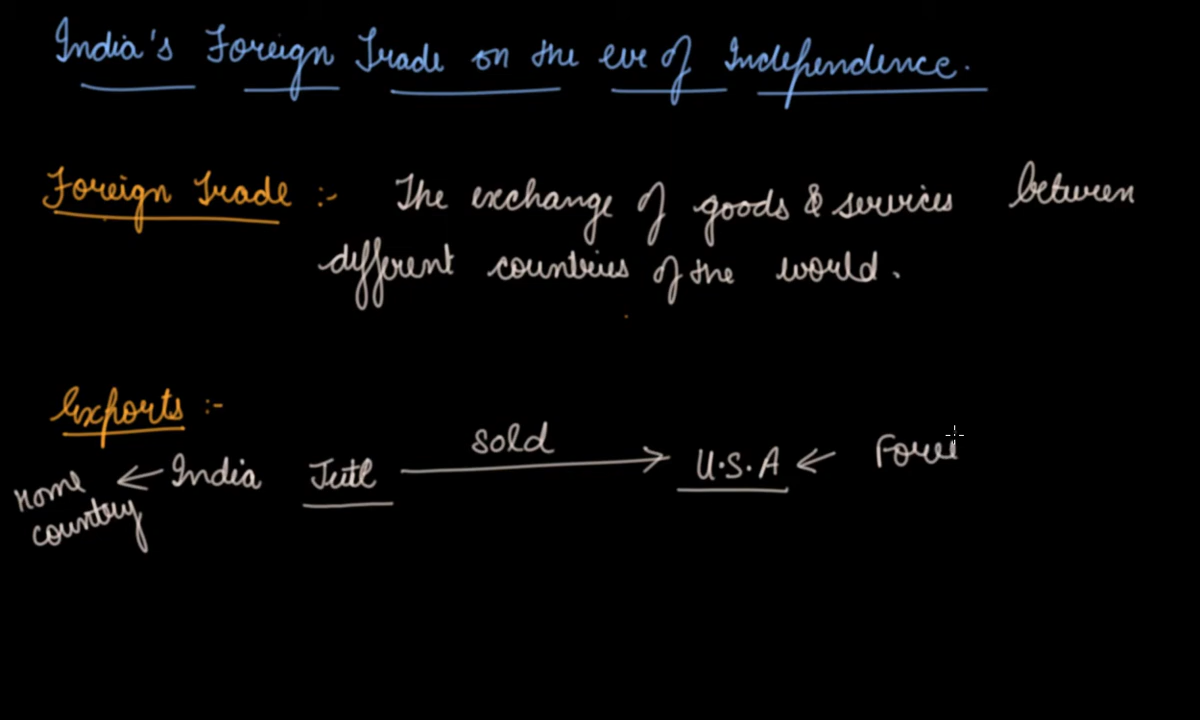 India's Foreign Trade on the eve of Independence.
Foreign Trade :- The exchange of goods & services between
different countries of the world.
Exports :-
sold
Home ← India Jute → U.S.A ← Forei
country